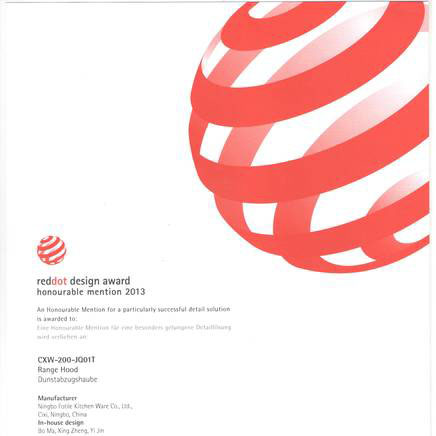 reddot design award
honourable mention 2013
An Honourable Mention for a particularly successful detail solution
is awarded to:
Eine Honourable Mention für eine besonders gelungene Detaillösung
wird verliehen an:
CXW-200-JQ01T
Range Hood
Dunstabzugshaube
Manufacturer
Ningbo Fotile Kitchen Ware Co., Ltd.,
Cixi, Ningbo, China
In-house design
Bo Ma, Xing Zheng, Yi Jin